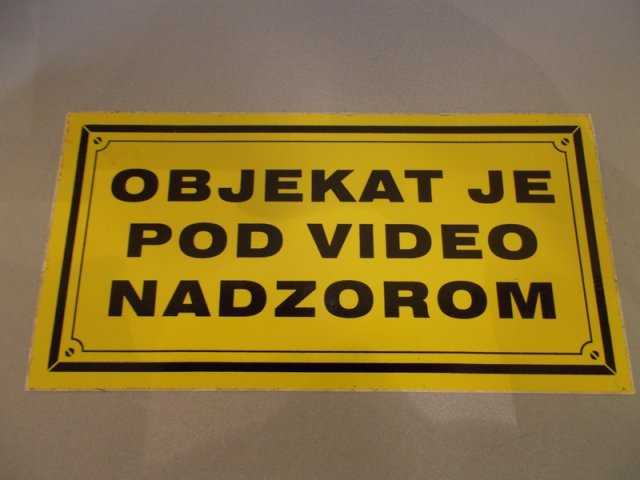 OBJEKAT JE
POD VIDEO
NADZOROM